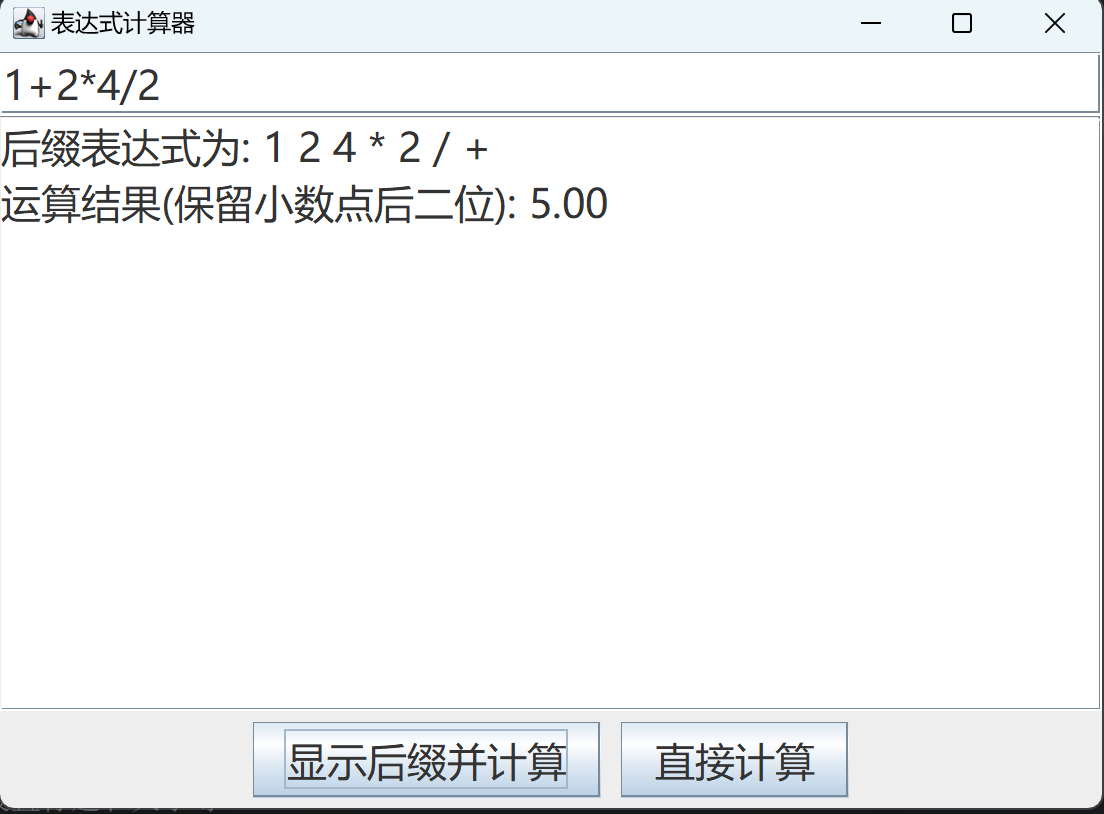 表达式计算器
1+2*4/2
后缀表达式为: 1 2 4 * 2 / +
运算结果(保留小数点后二位): 5.00
显示后缀并计算 直接计算